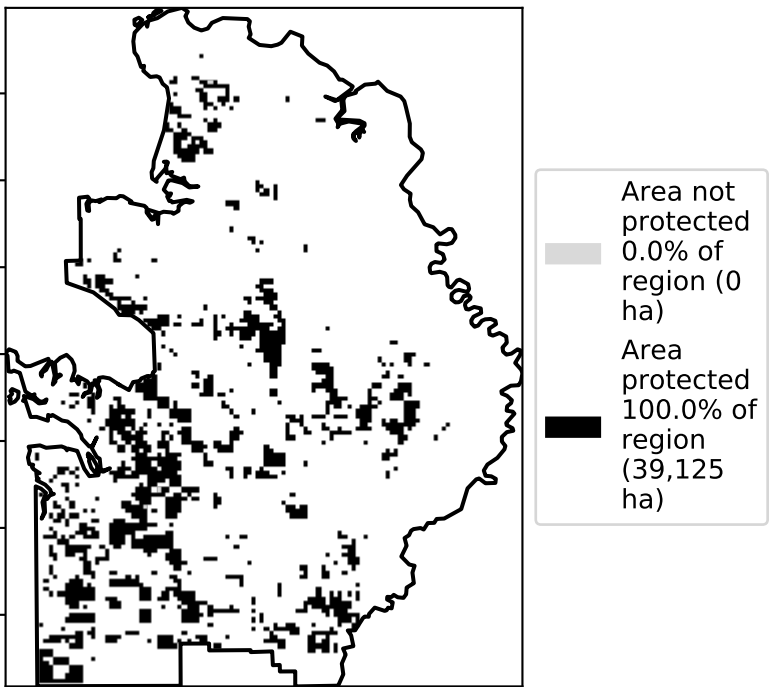 Area not
protected
0.0% of
region (0
ha)
Area
protected
100.0% of
region
(39,125
ha)